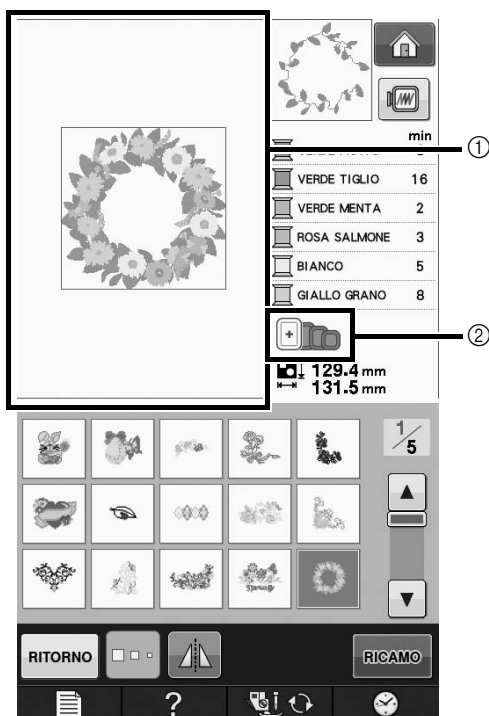 min
①
VERDE TIGLIO 16
VERDE MENTA 2
ROSA SALMONE 3
BIANCO 5
GIALLO GRANO 8
②
129.4 mm
131.5 mm
1/5
RITORNO
RICAMO
?